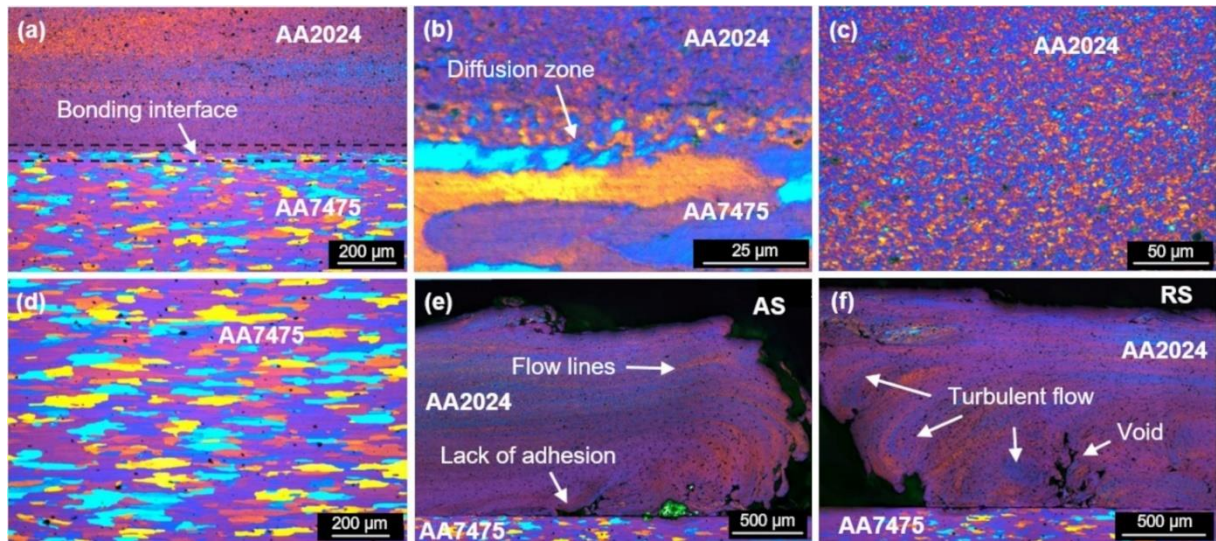 (a)
AA2024
Bonding interface
AA7475
200 µm
(b)
AA2024
Diffusion zone
AA7475
25 µm
(c)
AA2024
50 µm
(d)
AA7475
200 µm
(e)
AS
Flow lines
AA2024
Lack of adhesion
AA7475
500 µm
(f)
RS
AA2024
Turbulent flow
Void
AA7475
500 µm